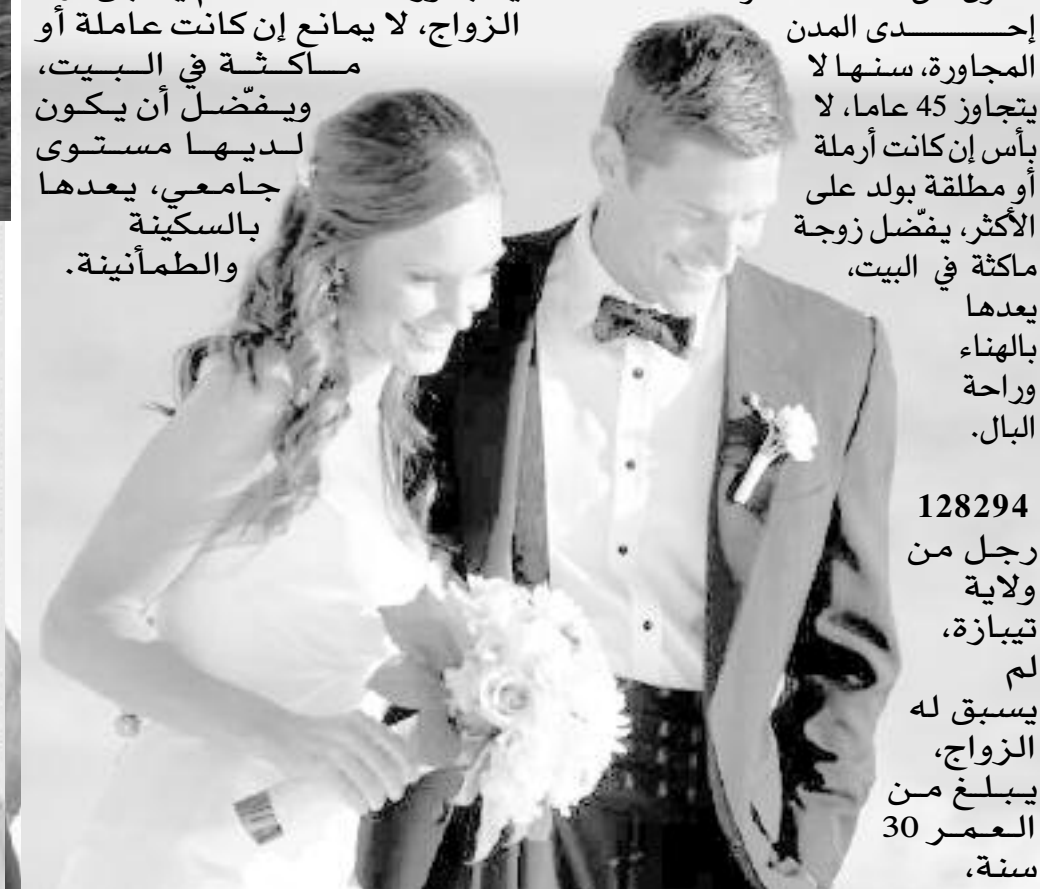 إحــــدى المدن
المجاورة، سنها لا
يتجاوز 45 عاما، لا
بأس إن كانت أرملة
أو مطلقة بولد على
الأكثر، يفضّل زوجة
ماكثة في البيت،
يعدها
بالهناء
وراحة
البال.
128294
رجل من
ولاية
تيبازة،
لم
يسبق له
الزواج،
يبلغ من
العمر 30
سنة،
الزواج، لا يمانع إن كانت عاملة أو
ماكثة في البيت،
ويفضّل أن يكون
لديها مستوى
جامعي، يعدها
بالسكينة
والطمأنينة.